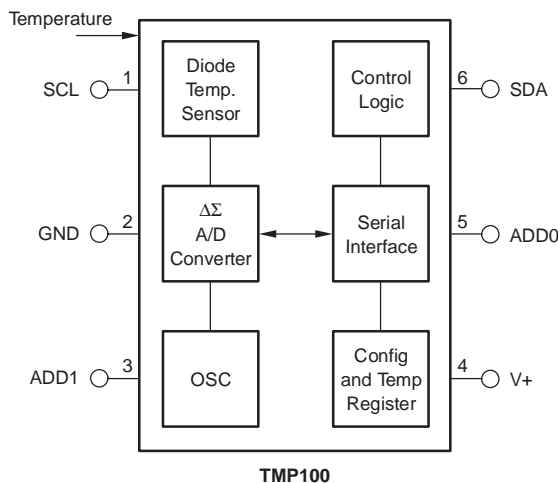 Temperature
1
SCL
Diode
Temp.
Sensor
Control
Logic
6
SDA
2
GND
ΔΣ
A/D
Converter
Serial
Interface
5
ADD0
3
ADD1
OSC
Config
and Temp
Register
4
V+
TMP100